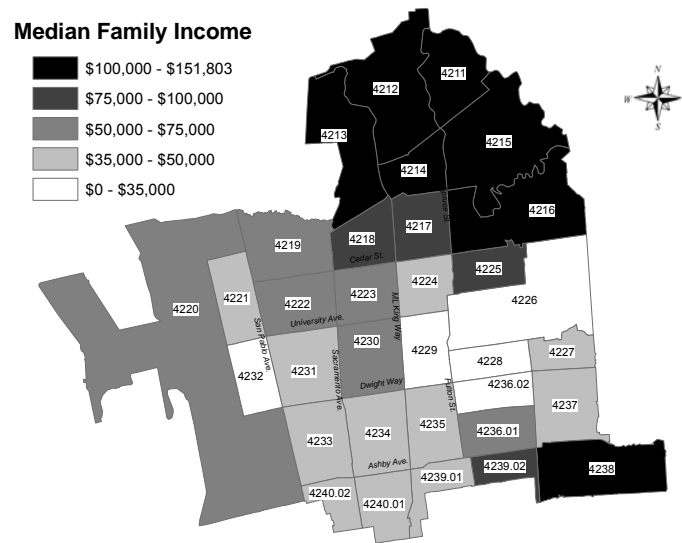 Median Family Income
$100,000 - $151,803
$75,000 - $100,000
$50,000 - $75,000
$35,000 - $50,000
$0 - $35,000
N
W
S
4211
4212
4213
4215
4214
4216
4217
4218
Cedar St.
4219
4225
4224
4221
4220
4222
4223
4226
University Ave.
ML King Way
San Pablo Ave.
4230
4229
4227
4228
4232
4231
Sacramento Ave.
Dwight Way
Fulton St.
4236.02
4237
4235
4236.01
4234
4233
Ashby Ave.
4239.02
4238
4239.01
4240.02
4240.01